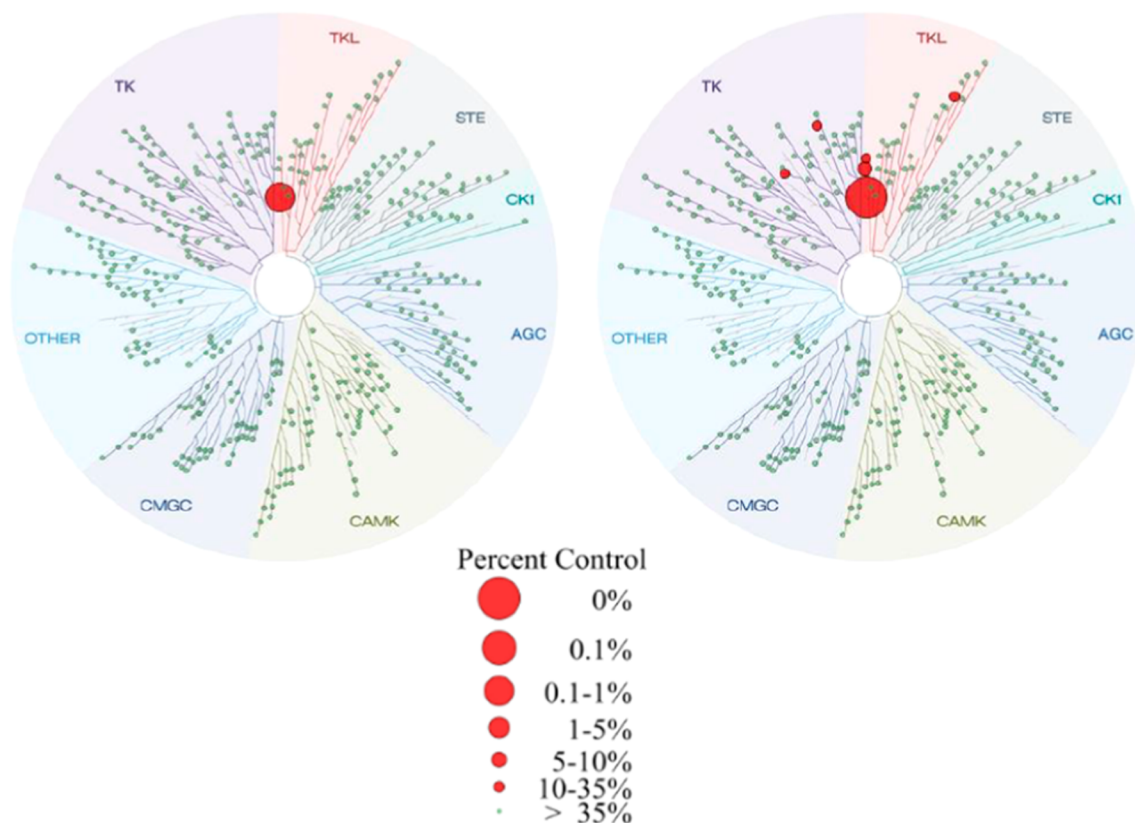 TKL
TK
STE
CK1
AGC
OTHER
CMGC
CAMK
TKL
TK
STE
CK1
AGC
OTHER
CMGC
CAMK
Percent Control
0%
0.1%
0.1-1%
1-5%
5-10%
10-35%
> 35%